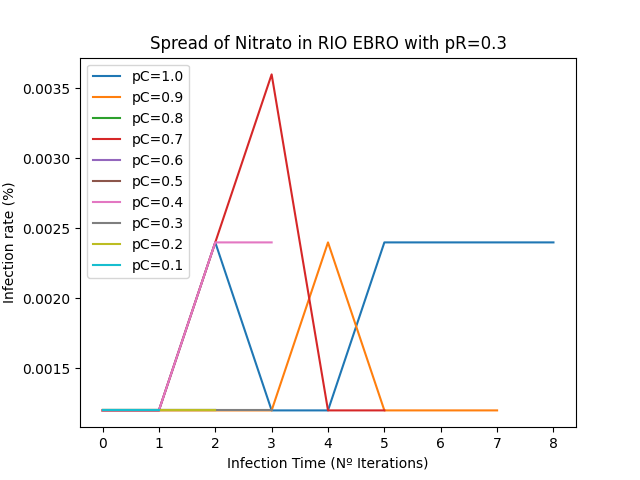 Spread of Nitrato in RIO EBRO with pR=0.3
Infection rate (%)
0.0035
0.0030
0.0025
0.0020
0.0015
pC=1.0
pC=0.9
pC=0.8
pC=0.7
pC=0.6
pC=0.5
pC=0.4
pC=0.3
pC=0.2
pC=0.1
0 1 2 3 4 5 6 7 8
Infection Time (Nº Iterations)